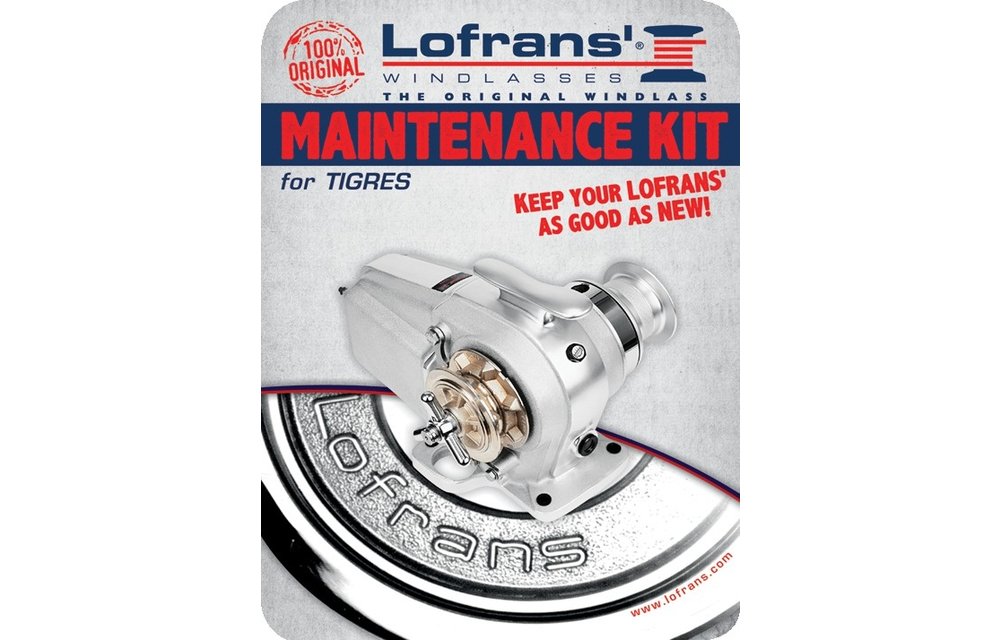 100%
ORIGINAL
Lofrans'®
WINDLASSES
THE ORIGINAL WINDLASS
MAINTENANCE KIT
for TIGRES
KEEP YOUR LOFRANS'
AS GOOD AS NEW!
Lofrans
www.lofrans.com